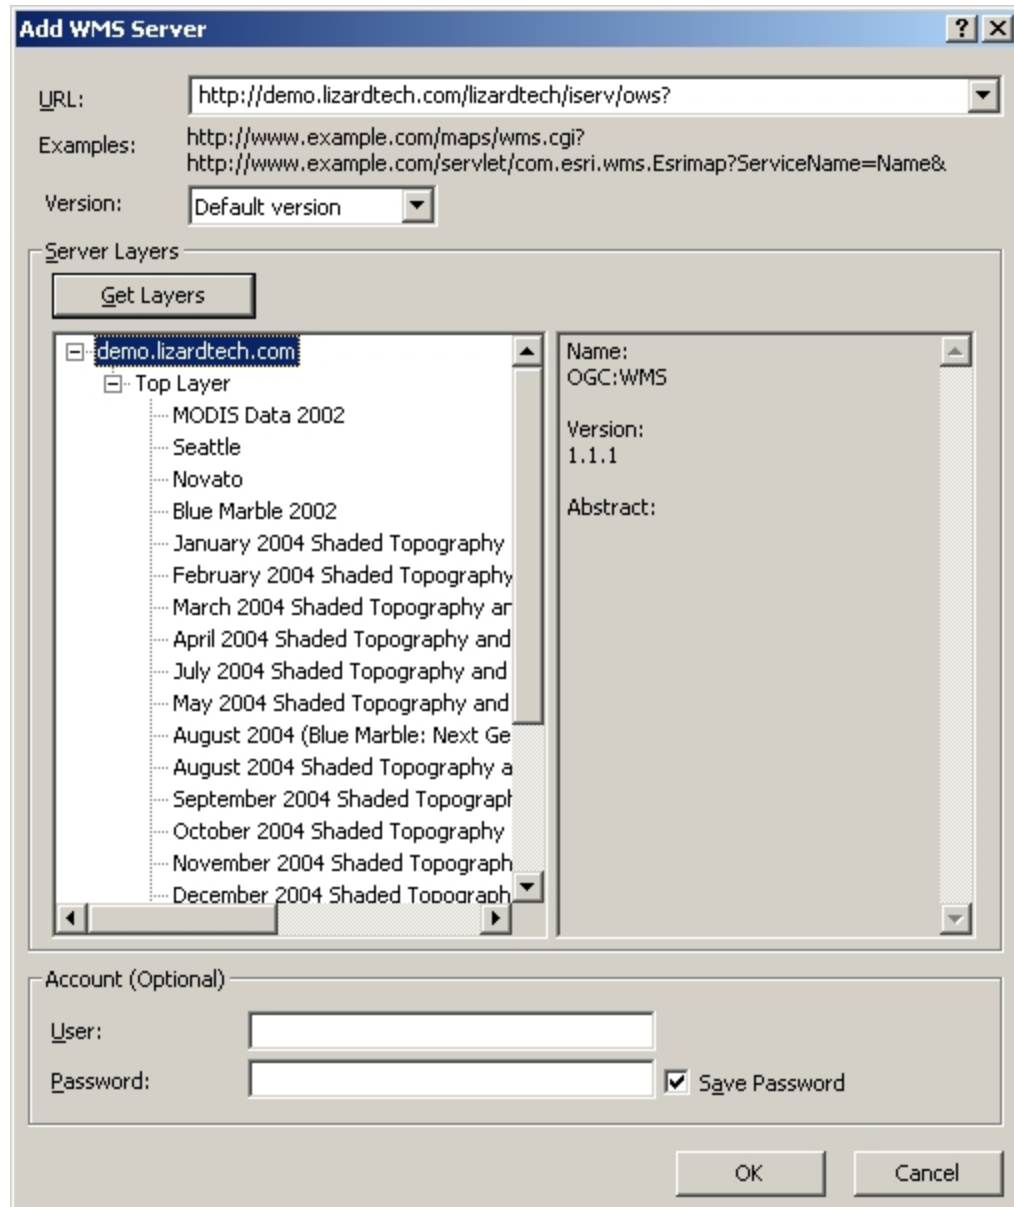 Add WMS Server
URL:
http://demo.lizardtech.com/lizardtech/iserv/ows?
Examples:
http://www.example.com/maps/wms.cgi?
http://www.example.com/servlet/com.esri.wms.Esrimap?ServiceName=Name&
Version:
Default version
Server Layers
Get Layers
demo.lizardtech.com
Top Layer
MODIS Data 2002
Seattle
Novato
Blue Marble 2002
January 2004 Shaded Topography
February 2004 Shaded Topography
March 2004 Shaded Topography an
April 2004 Shaded Topography and
July 2004 Shaded Topography and
May 2004 Shaded Topography and
August 2004 (Blue Marble: Next Ge
August 2004 Shaded Topography a
September 2004 Shaded Topograph
October 2004 Shaded Topography
November 2004 Shaded Topograph
December 2004 Shaded Topograph
Name:
OGC:WMS
Version:
1.1.1
Abstract:
Account (Optional)
User:
Password:
Save Password
OK
Cancel